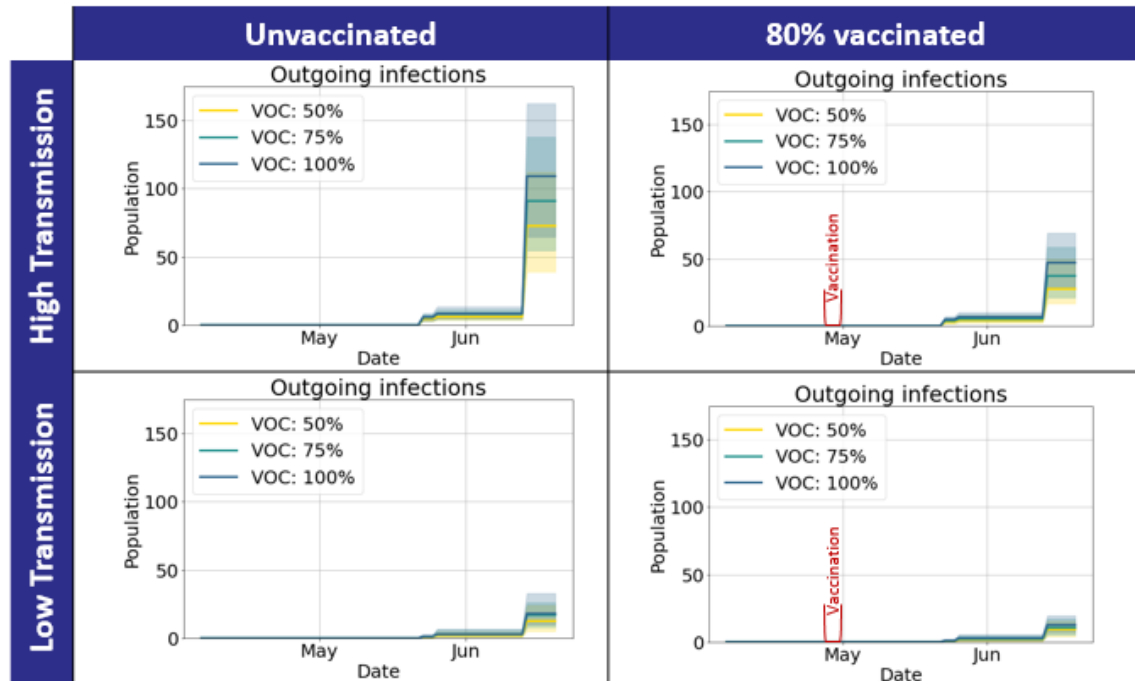 Unvaccinated
80% vaccinated
High Transmission
Outgoing infections
VOC: 50%
VOC: 75%
VOC: 100%
150
100
50
0
Population
May
Jun
Date
Outgoing infections
VOC: 50%
VOC: 75%
VOC: 100%
150
100
50
0
Population
Vaccination
May
Jun
Date
Low Transmission
Outgoing infections
VOC: 50%
VOC: 75%
VOC: 100%
150
100
50
0
Population
May
Jun
Date
Outgoing infections
VOC: 50%
VOC: 75%
VOC: 100%
150
100
50
0
Population
Vaccination
May
Jun
Date